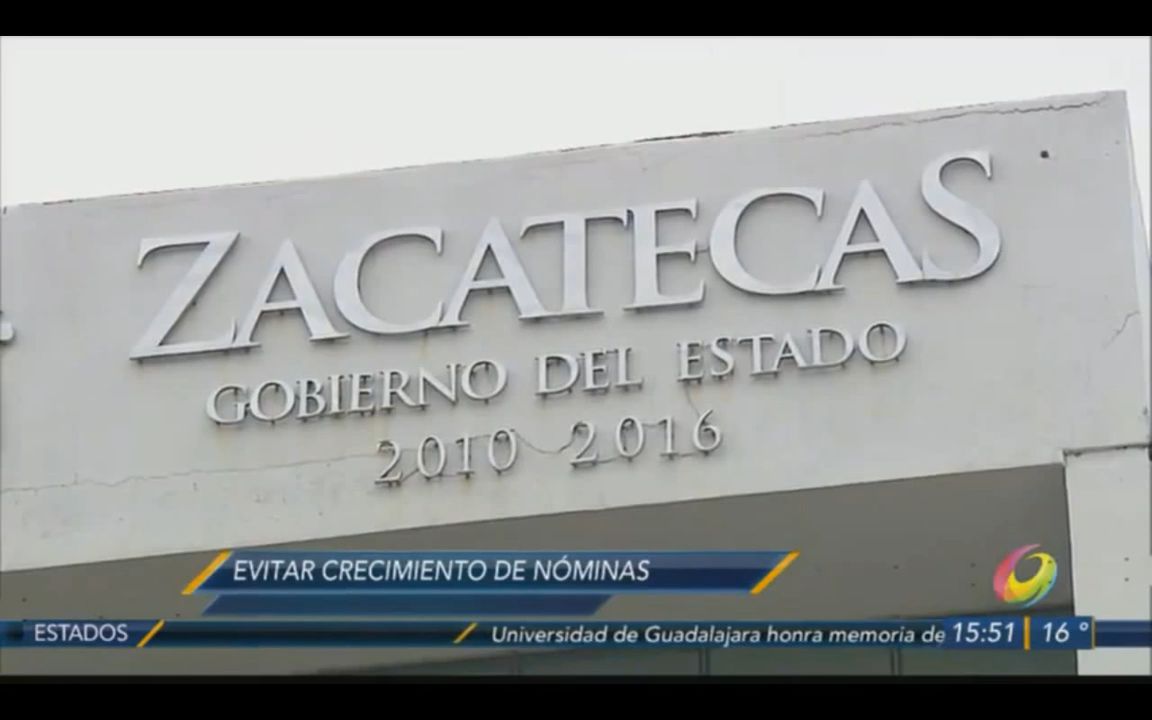 ZACATECAS
GOBIERNO DEL ESTADO
2010 2016
EVITAR CRECIMIENTO DE NÓMINAS
ESTADOS
Universidad de Guadalajara honra memoria de
15:51
16 °